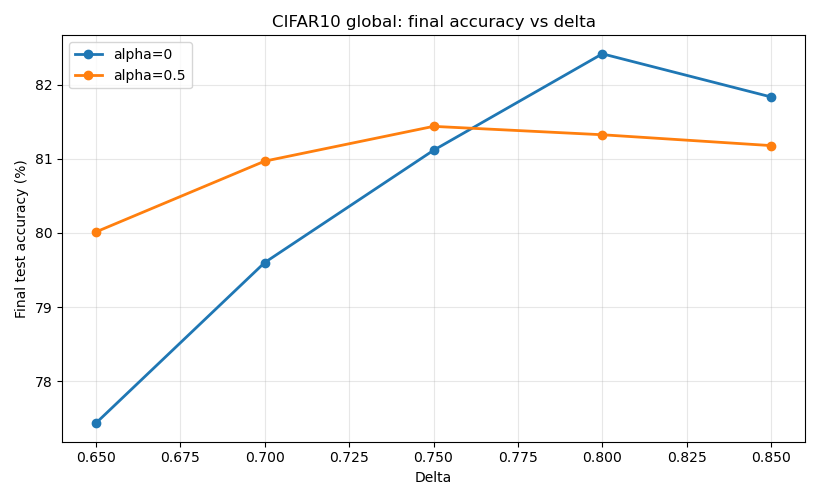 CIFAR10 global: final accuracy vs delta
alpha=0
alpha=0.5
82
81
80
79
78
Final test accuracy (%)
0.650 0.675 0.700 0.725 0.750 0.775 0.800 0.825 0.850
Delta